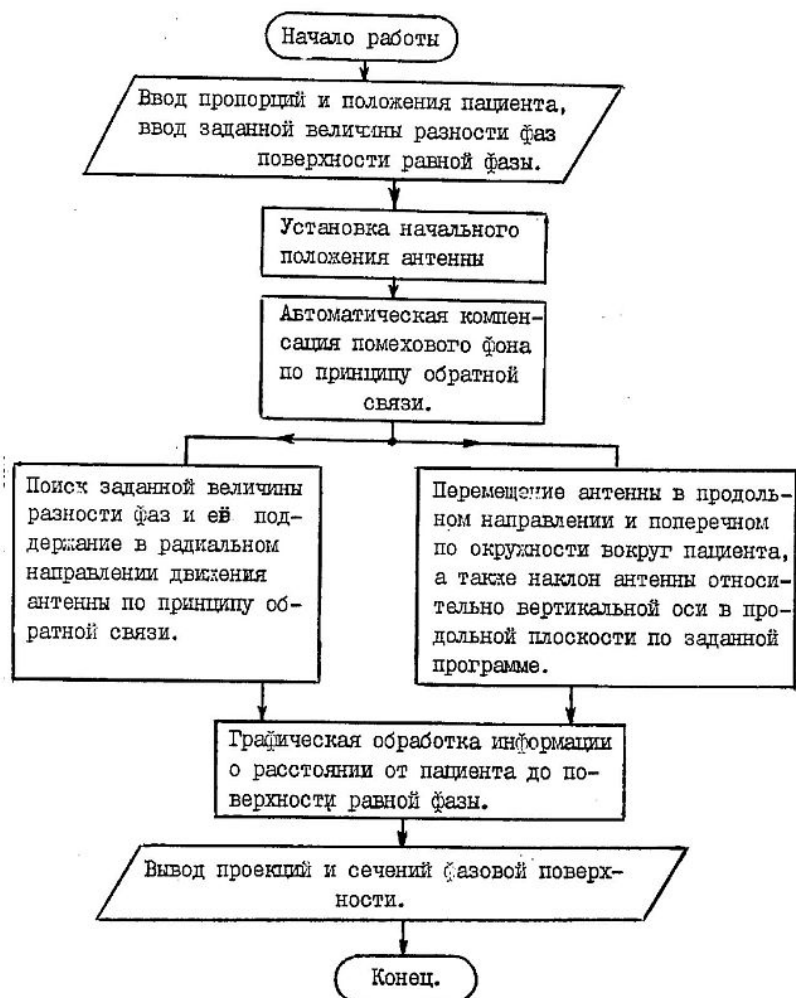 Начало работы
Ввод пропорций и положения пациента,
ввод заданной величины разности фаз
поверхности равной фазы.
Установка начального
положения антенны
Автоматическая компен-
сация помехового фона
по принципу обратной
связи.
Поиск заданной величины
разности фаз и её под-
держание в радиальном
направлении движения
антенны по принципу об-
ратной связи.
Перемещение антенны в продоль-
ном направлении и поперечном
по окружности вокруг пациента,
а также наклон антенны относи-
тельно вертикальной оси в про-
дольной плоскости по заданной
программе.
Графическая обработка информации
о расстоянии от пациента до по-
верхности равной фазы.
Вывод проекций и сечений фазовой поверх-
ности.
Конец.